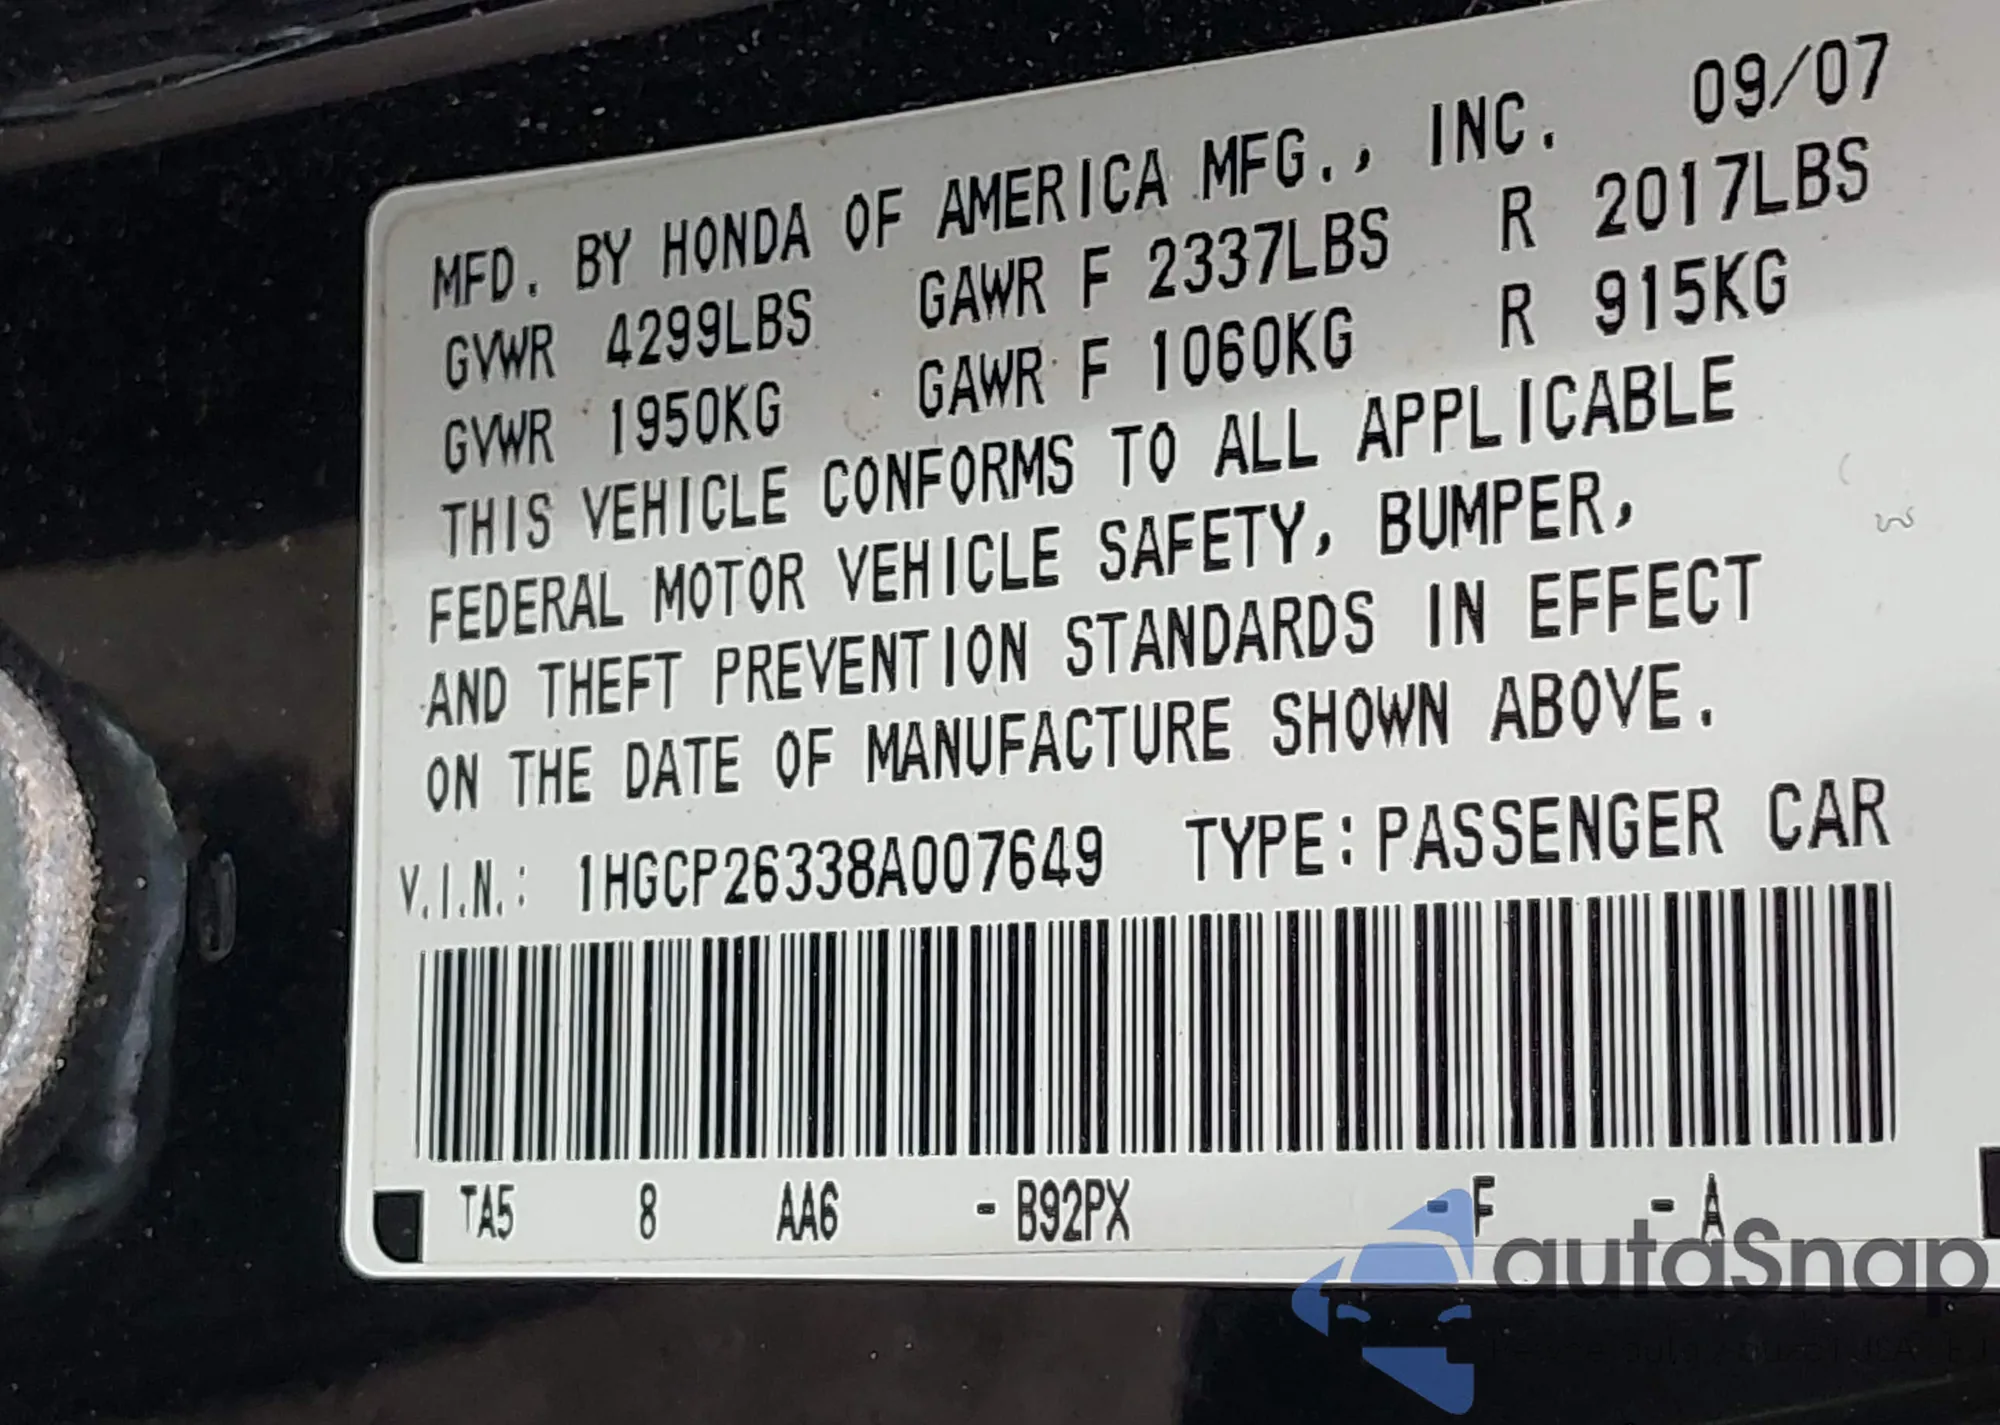 MFD. BY HONDA OF AMERICA MFG., INC. 09/07
GVWR 4299LBS GAWR F 2337LBS R 2017LBS
GVWR 1950KG GAWR F 1060KG R 915KG
THIS VEHICLE CONFORMS TO ALL APPLICABLE
FEDERAL MOTOR VEHICLE SAFETY, BUMPER,
AND THEFT PREVENTION STANDARDS IN EFFECT
ON THE DATE OF MANUFACTURE SHOWN ABOVE.
V.I.N.: 1HGCP26338A007649 TYPE: PASSENGER CAR
TA5 8 AA6 - B92PX - F - A
autaSnap